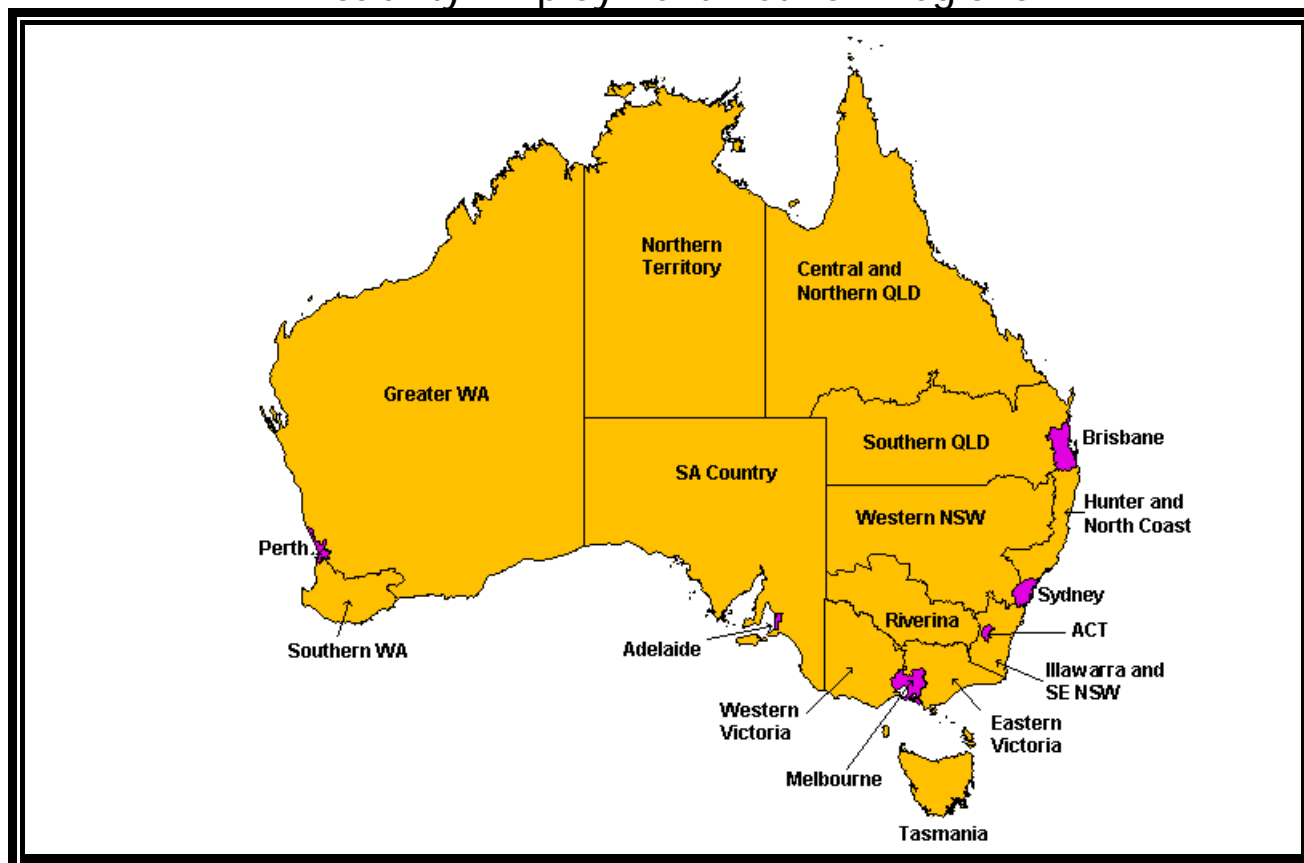 Northern
Territory
Central and
Northern QLD
Greater WA
Southern QLD
Brisbane
SA Country
Western NSW
Hunter and
North Coast
Perth
Sydney
Riverina
ACT
Adelaide
Southern WA
Illawarra and
SE NSW
Western
Victoria
Eastern
Victoria
Melbourne
Tasmania